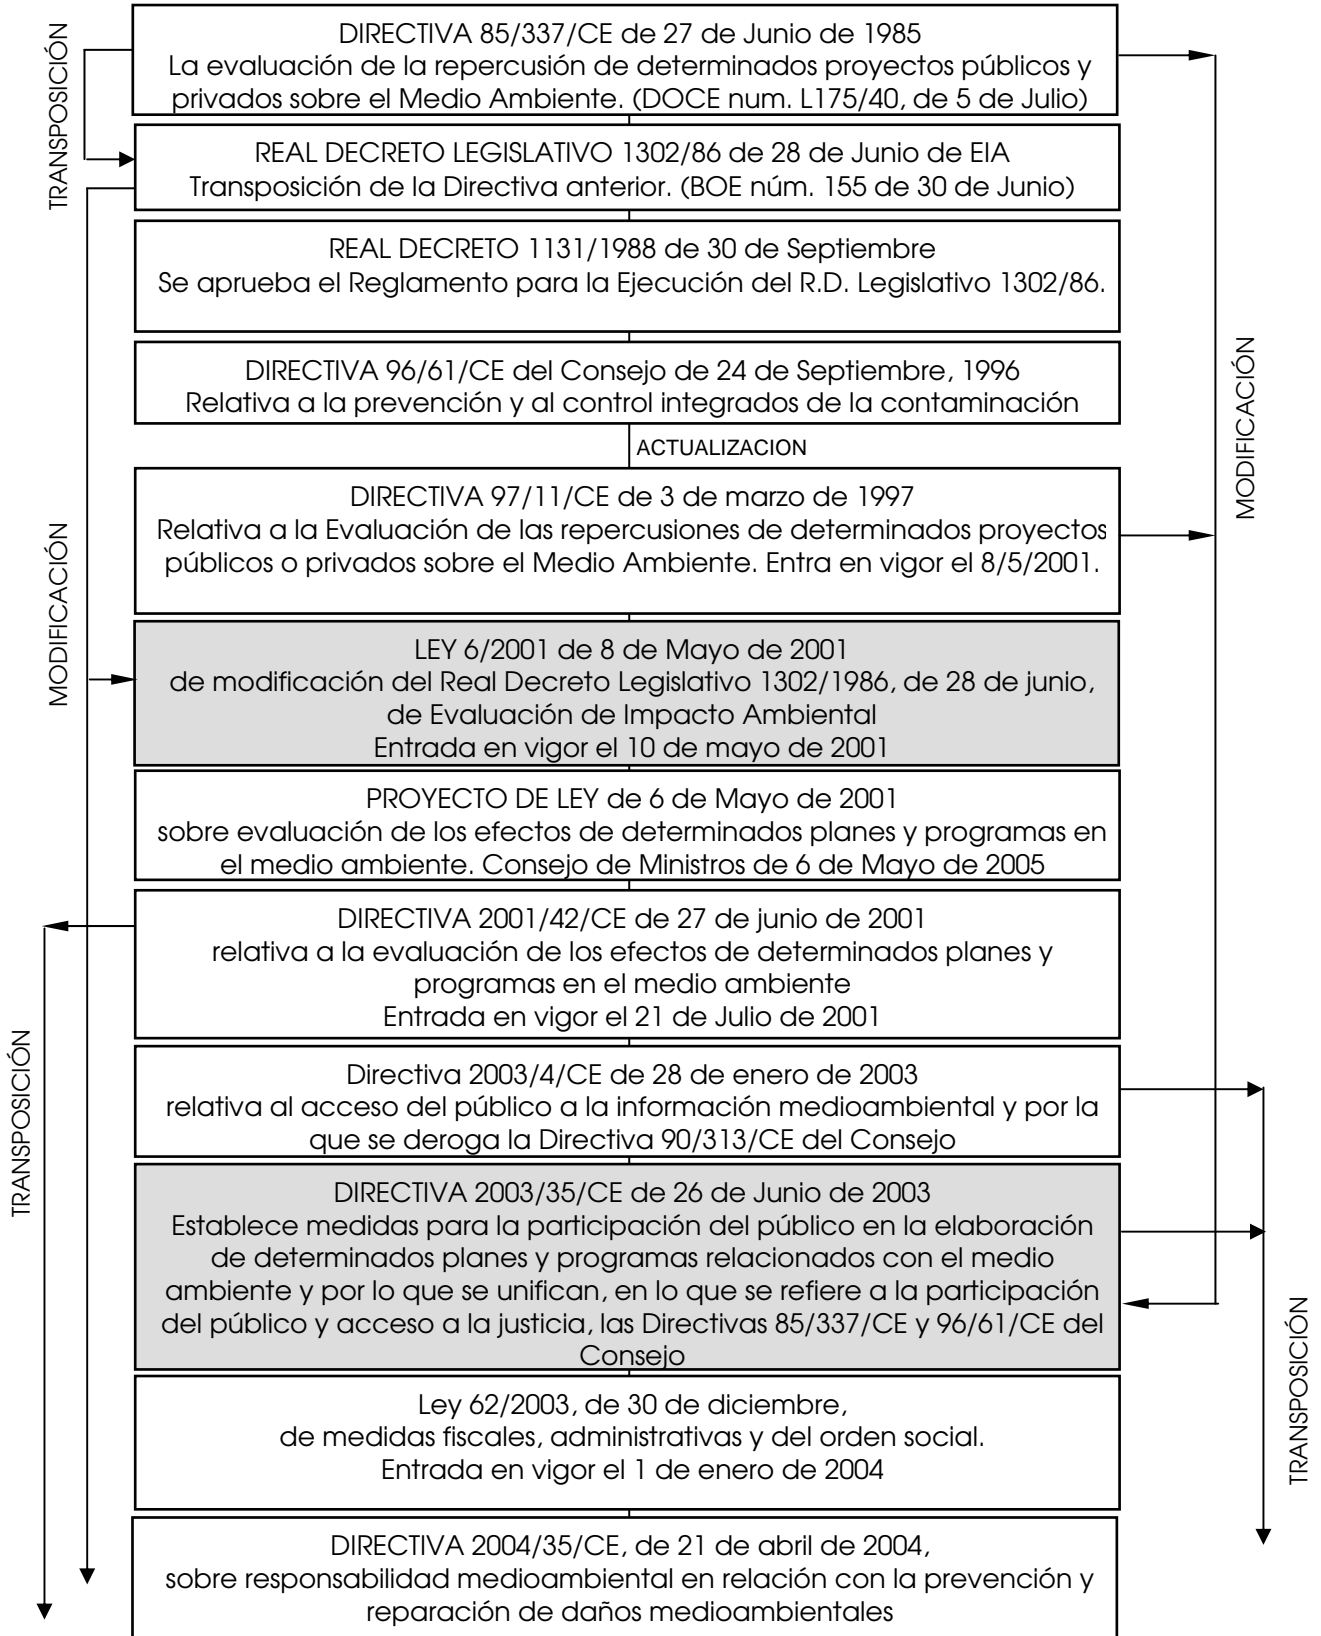 TRANSPOSICIÓN
DIRECTIVA 85/337/CE de 27 de Junio de 1985
La evaluación de la repercusión de determinados proyectos públicos y
privados sobre el Medio Ambiente. (DOCE num. L175/40, de 5 de Julio)
REAL DECRETO LEGISLATIVO 1302/86 de 28 de Junio de EIA
Transposición de la Directiva anterior. (BOE núm. 155 de 30 de Junio)
REAL DECRETO 1131/1988 de 30 de Septiembre
Se aprueba el Reglamento para la Ejecución del R.D. Legislativo 1302/86.
DIRECTIVA 96/61/CE del Consejo de 24 de Septiembre, 1996
Relativa a la prevención y al control integrados de la contaminación
MODIFICACIÓN
ACTUALIZACION
DIRECTIVA 97/11/CE de 3 de marzo de 1997
Relativa a la Evaluación de las repercusiones de determinados proyectos
públicos o privados sobre el Medio Ambiente. Entra en vigor el 8/5/2001.
MODIFICACIÓN
LEY 6/2001 de 8 de Mayo de 2001
de modificación del Real Decreto Legislativo 1302/1986, de 28 de junio,
de Evaluación de Impacto Ambiental
Entrada en vigor el 10 de mayo de 2001
PROYECTO DE LEY de 6 de Mayo de 2001
sobre evaluación de los efectos de determinados planes y programas en
el medio ambiente. Consejo de Ministros de 6 de Mayo de 2005
DIRECTIVA 2001/42/CE de 27 de junio de 2001
relativa a la evaluación de los efectos de determinados planes y
programas en el medio ambiente
Entrada en vigor el 21 de Julio de 2001
TRANSPOSICIÓN
Directiva 2003/4/CE de 28 de enero de 2003
relativa al acceso del público a la información medioambiental y por la
que se deroga la Directiva 90/313/CE del Consejo
DIRECTIVA 2003/35/CE de 26 de Junio de 2003
Establece medidas para la participación del público en la elaboración
de determinados planes y programas relacionados con el medio
ambiente y por lo que se unifican, en lo que se refiere a la participación
del público y acceso a la justicia, las Directivas 85/337/CE y 96/61/CE del
Consejo
TRANSPOSICIÓN
Ley 62/2003, de 30 de diciembre,
de medidas fiscales, administrativas y del orden social.
Entrada en vigor el 1 de enero de 2004
DIRECTIVA 2004/35/CE, de 21 de abril de 2004,
sobre responsabilidad medioambiental en relación con la prevención y
reparación de daños medioambientales